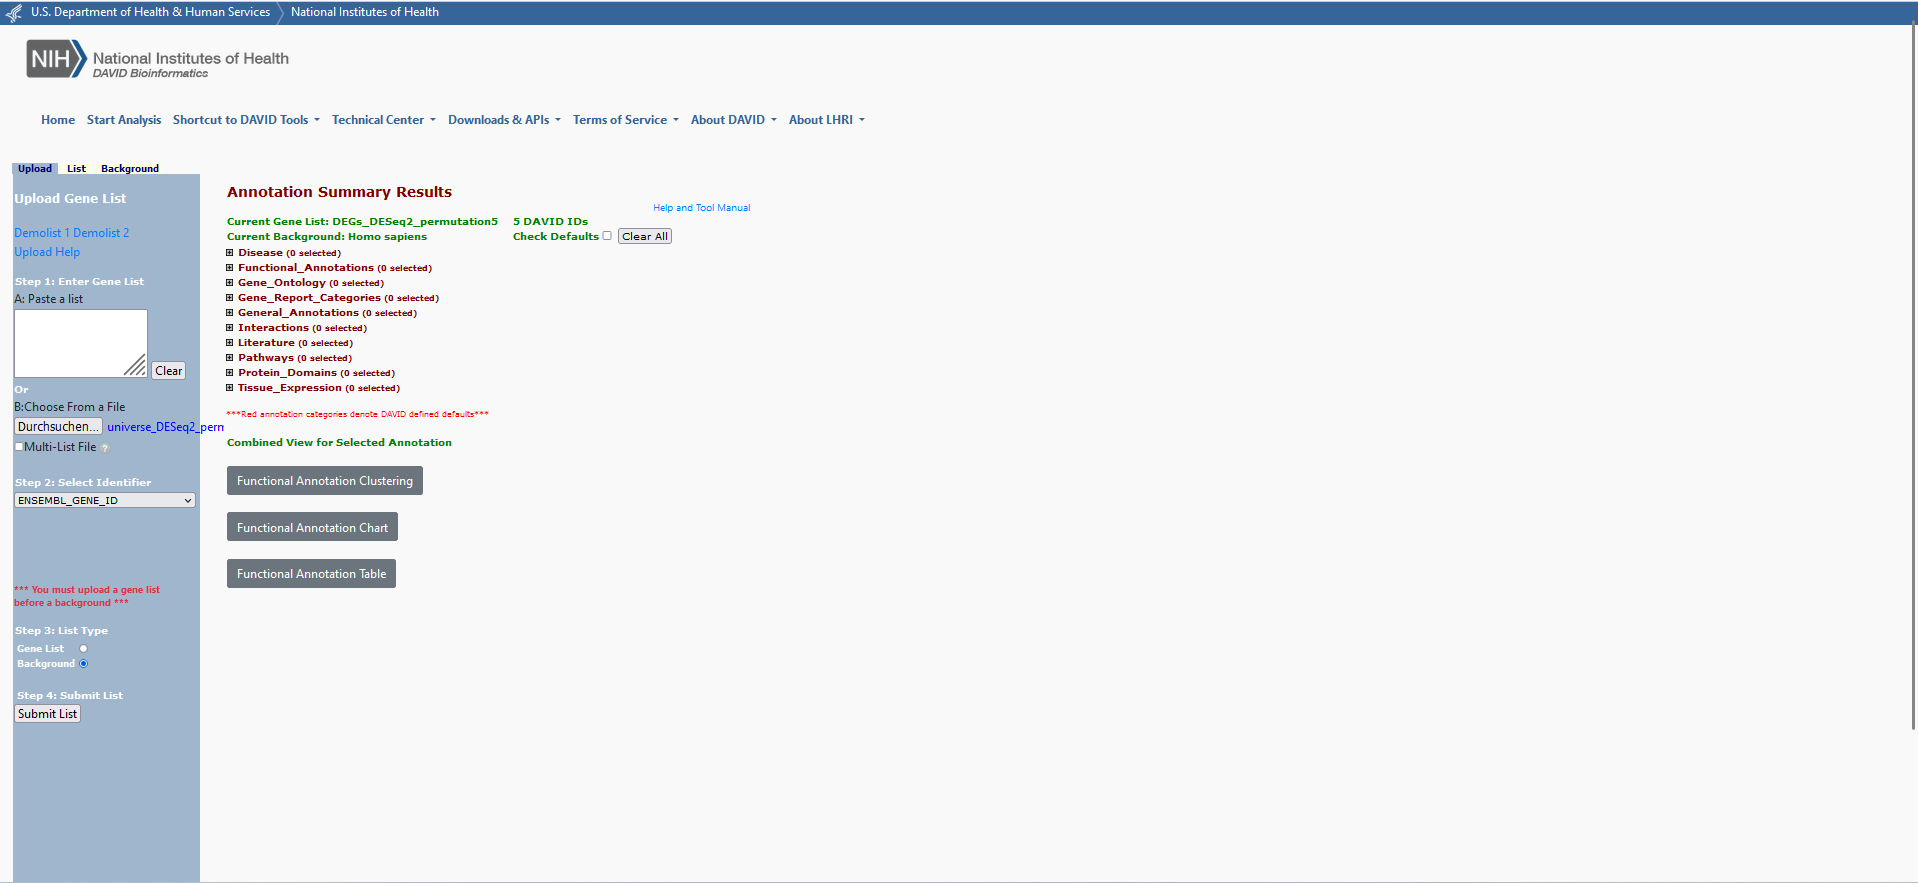 U.S. Department of Health & Human Services
National Institutes of Health
NIH National Institutes of Health
DAVID Bioinformatics
Home Start Analysis Shortcut to DAVID Tools Technical Center Downloads & APIs Terms of Service About DAVID About LHRI
Upload List Background
Upload Gene List
Demolist 1 Demolist 2
Upload Help
Step 1: Enter Gene List
A: Paste a list
Clear
Or
B:Choose From a File
Durchsuchen... universe_DESeq2_perm
Multi-List File ?
Step 2: Select Identifier
ENSEMBL_GENE_ID
*** You must upload a gene list
before a background ***
Step 3: List Type
Gene List
Background
Step 4: Submit List
Submit List
Annotation Summary Results
Help and Tool Manual
Current Gene List: DEGs_DESeq2_permutation5 5 DAVID IDs
Current Background: Homo sapiens Check Defaults Clear All
Disease (0 selected)
Functional_Annotations (0 selected)
Gene_Ontology (0 selected)
Gene_Report_Categories (0 selected)
General_Annotations (0 selected)
Interactions (0 selected)
Literature (0 selected)
Pathways (0 selected)
Protein_Domains (0 selected)
Tissue_Expression (0 selected)
***Red annotation categories denote DAVID defined defaults***
Combined View for Selected Annotation
Functional Annotation Clustering
Functional Annotation Chart
Functional Annotation Table